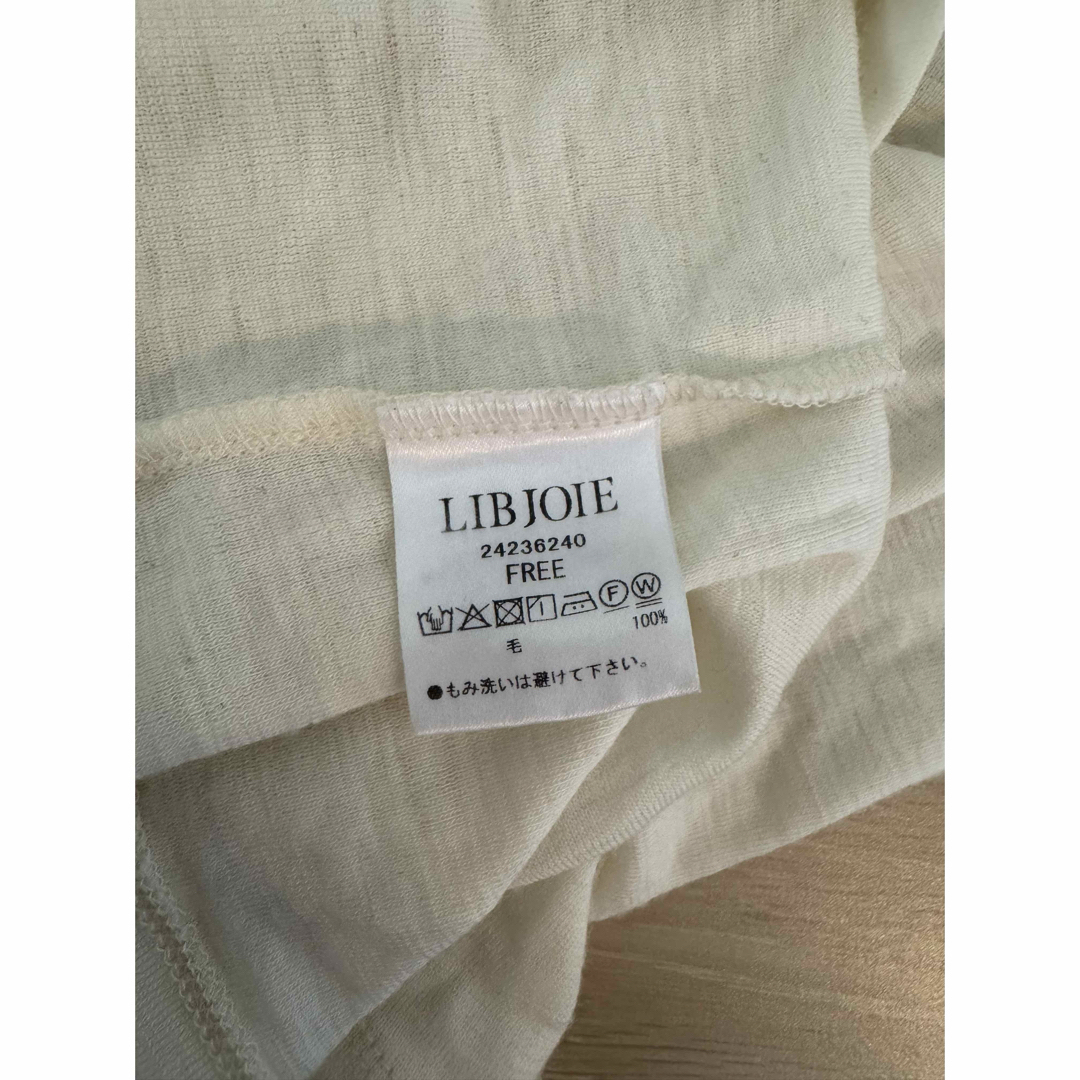 LIBJOIE
24236240
FREE
F W
毛 100%
●もみ洗いは避けて下さい。